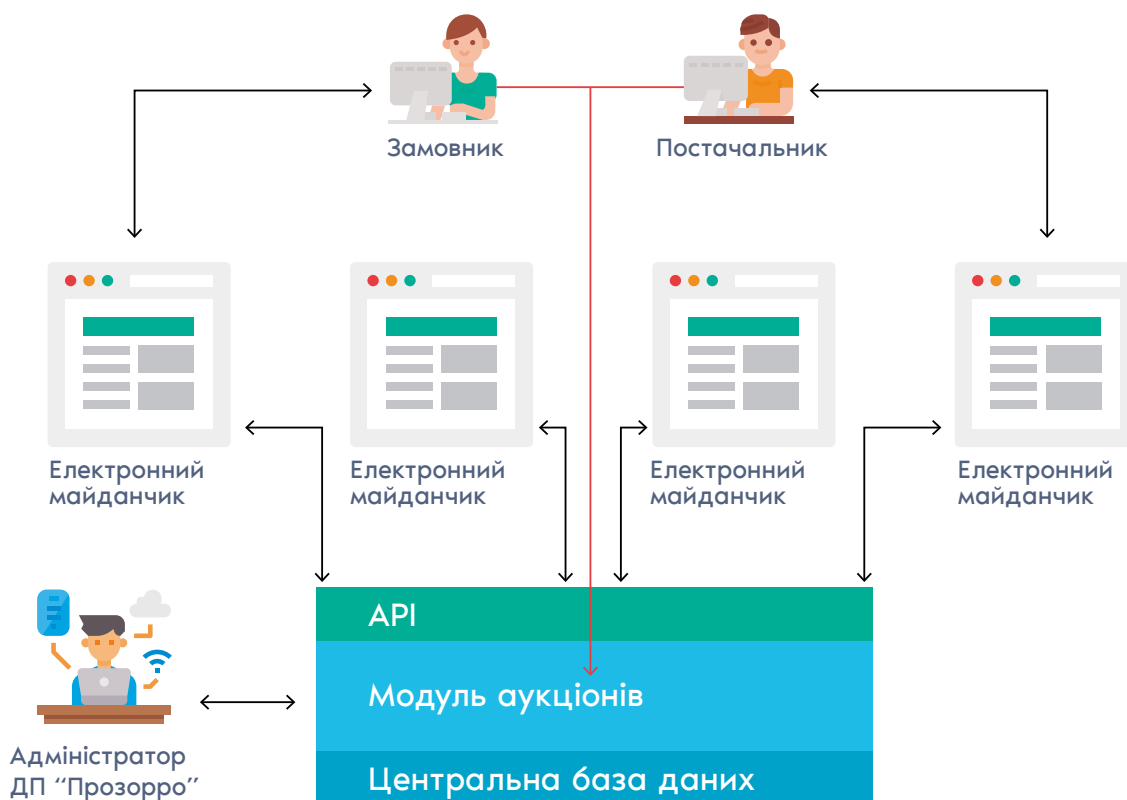 Замовник
Постачальник
Електронний
майданчик
Електронний
майданчик
Електронний
майданчик
Електронний
майданчик
API
Модуль аукціонів
Центральна база даних
Адміністратор
ДП “Прозорро”